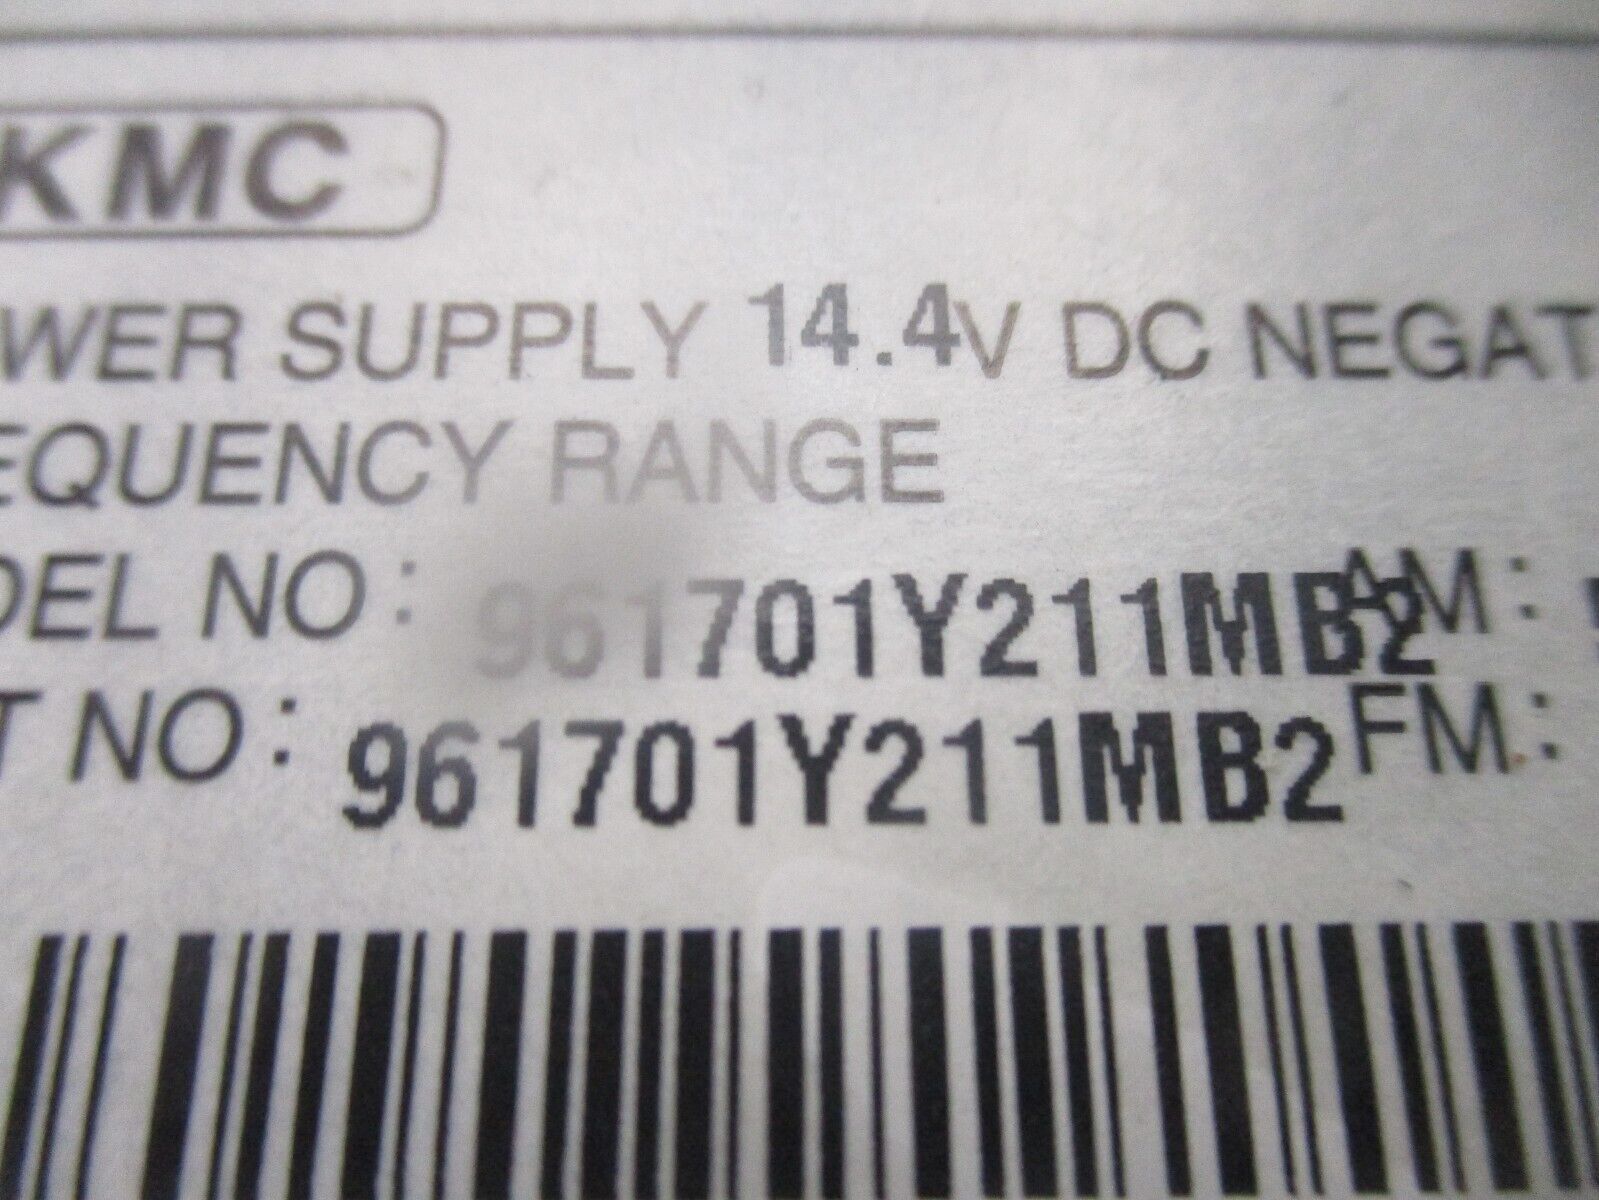 KMC
WER SUPPLY 14.4V DC NEGAT
EQUENCY RANGE
DEL NO: 961701Y211MB2 AM:
T NO: 961701Y211MB2 FM: